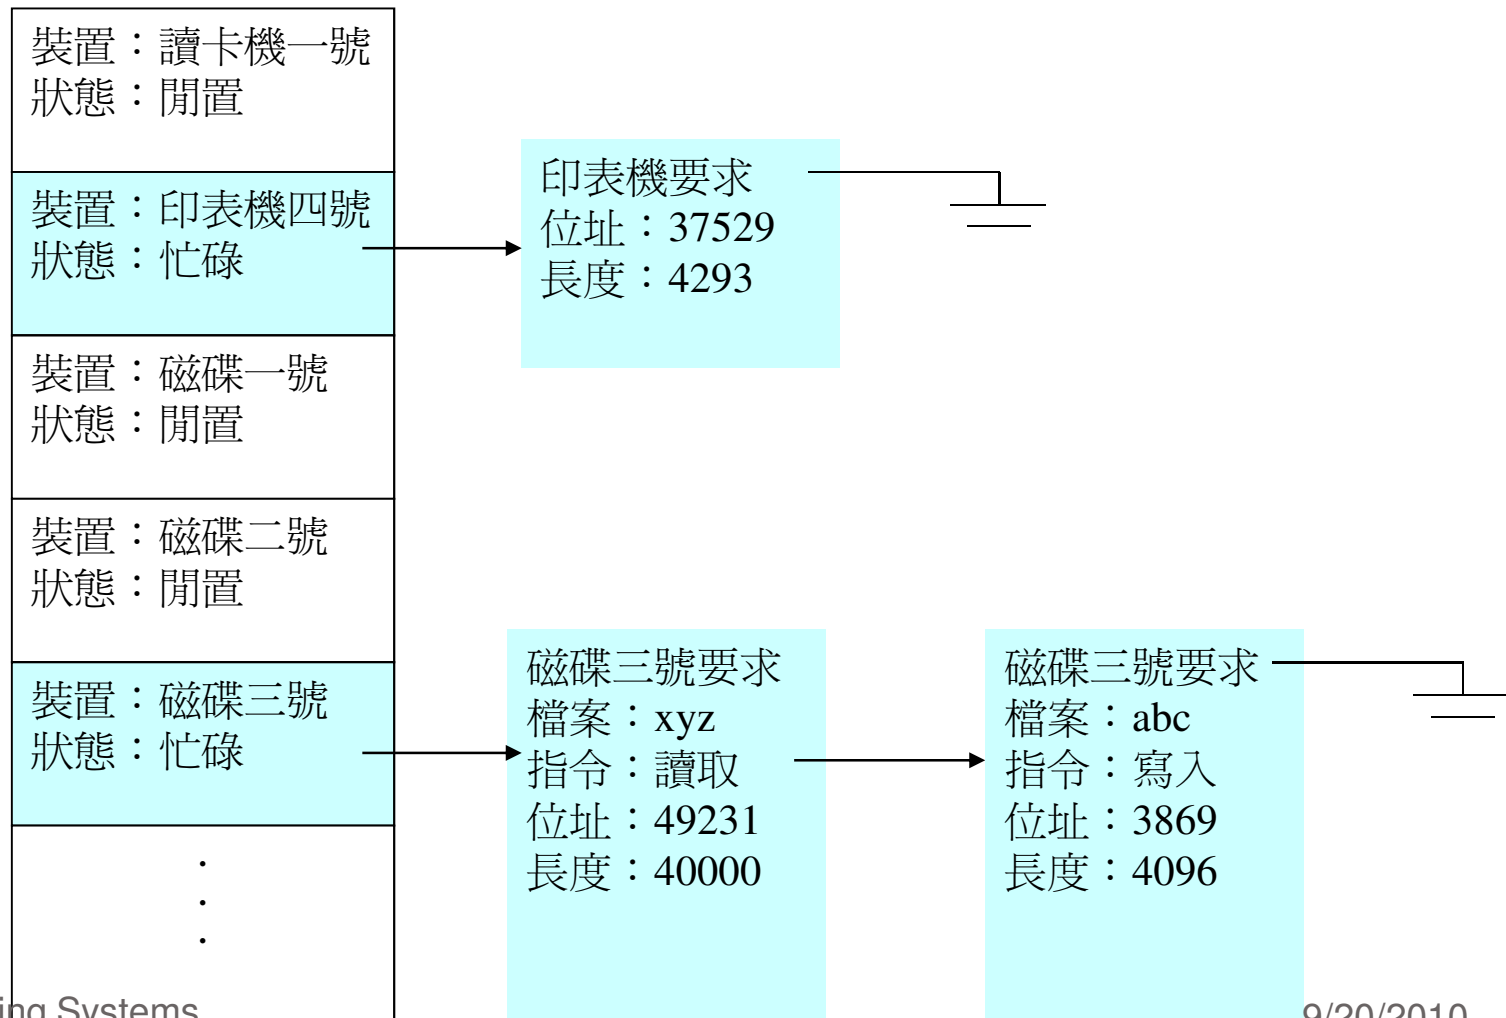 裝置：讀卡機一號
狀態：閒置
裝置：印表機四號
狀態：忙碌
印表機要求
位址：37529
長度：4293
裝置：磁碟一號
狀態：閒置
裝置：磁碟二號
狀態：閒置
裝置：磁碟三號
狀態：忙碌
磁碟三號要求
檔案：xyz
指令：讀取
位址：49231
長度：40000
磁碟三號要求
檔案：abc
指令：寫入
位址：3869
長度：4096
ing Systems
9/20/2010